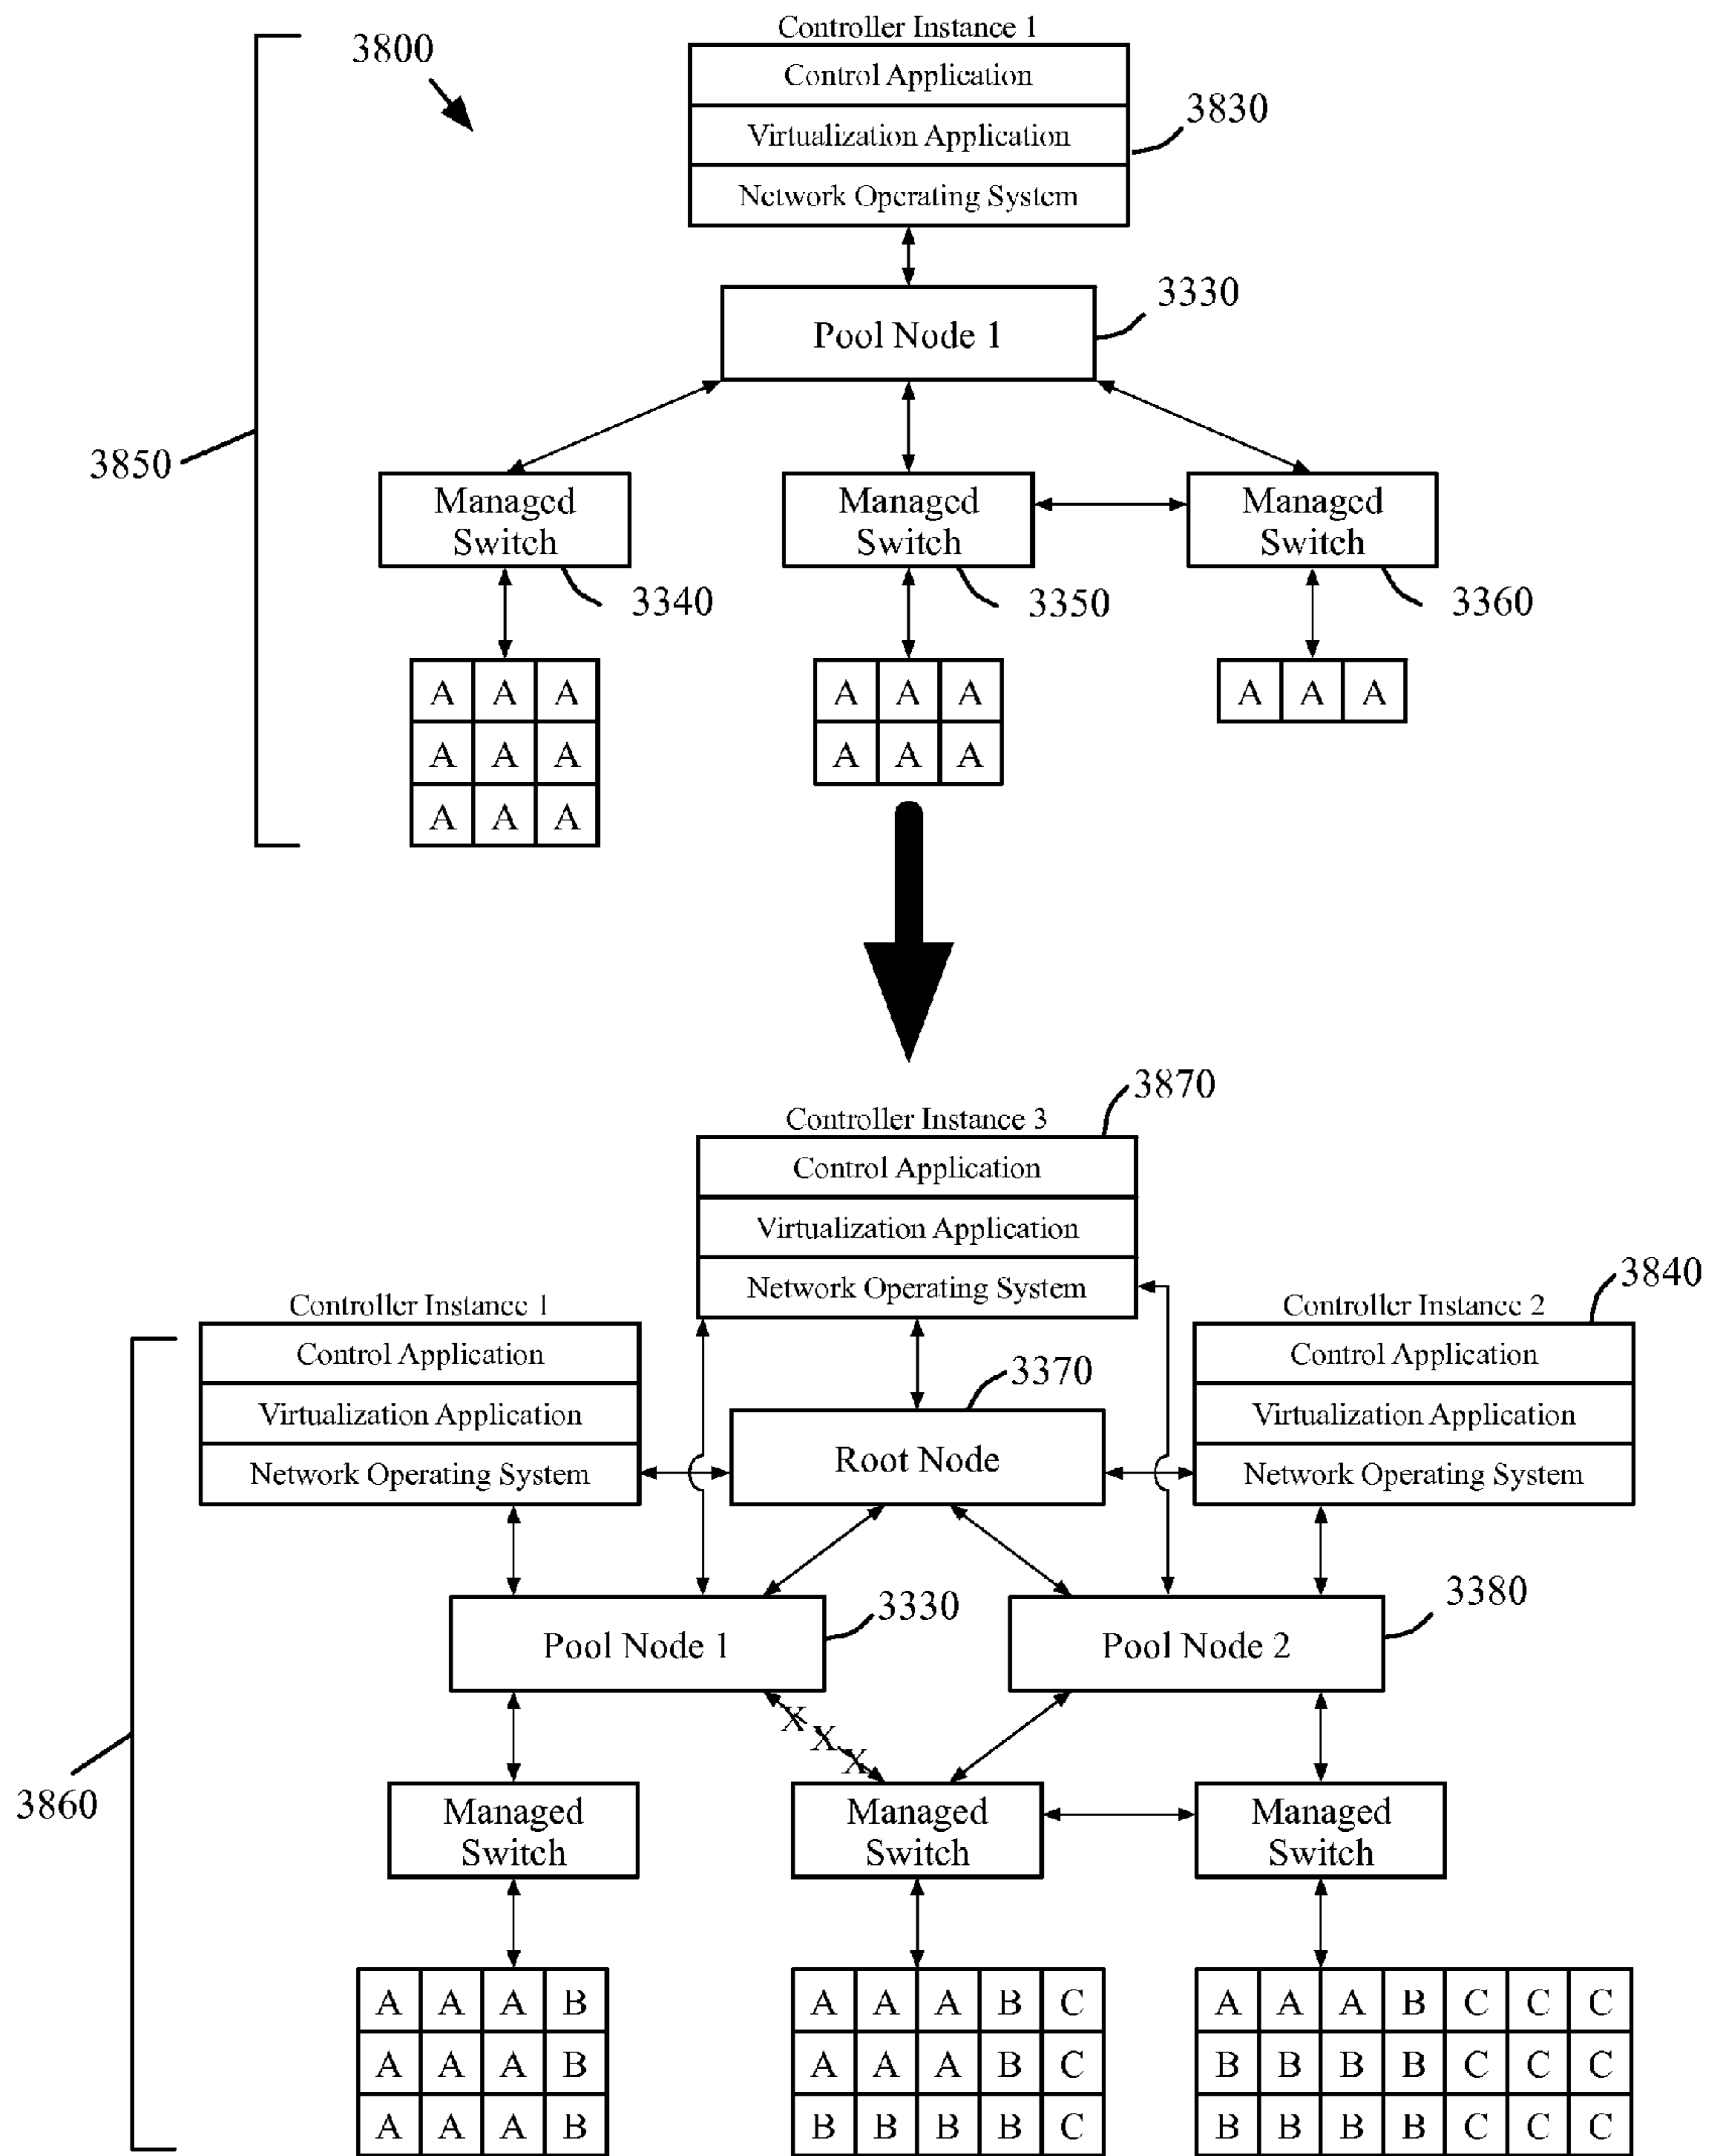 Controller Instance 1
3800
Control Application
3830
Virtualization Application
Network Operating System
3330
Pool Node 1
3850
Managed Switch
Managed Switch
Managed Switch
3340
3350
3360
A A A
A A A
A A A
A A A
A A A
A A A
3870
Controller Instance 3
Control Application
Virtualization Application
Network Operating System
3840
Controller Instance 1
Controller Instance 2
Control Application
Control Application
3370
Virtualization Application
Root Node
Virtualization Application
Network Operating System
Network Operating System
3330
3380
Pool Node 1
Pool Node 2
X
X
X
3860
Managed Switch
Managed Switch
Managed Switch
A A A B
A A A B
A A A B
A A A B C
A A A B C
B B B B C
A A A B C C C
B B B B C C C
B B B B C C C